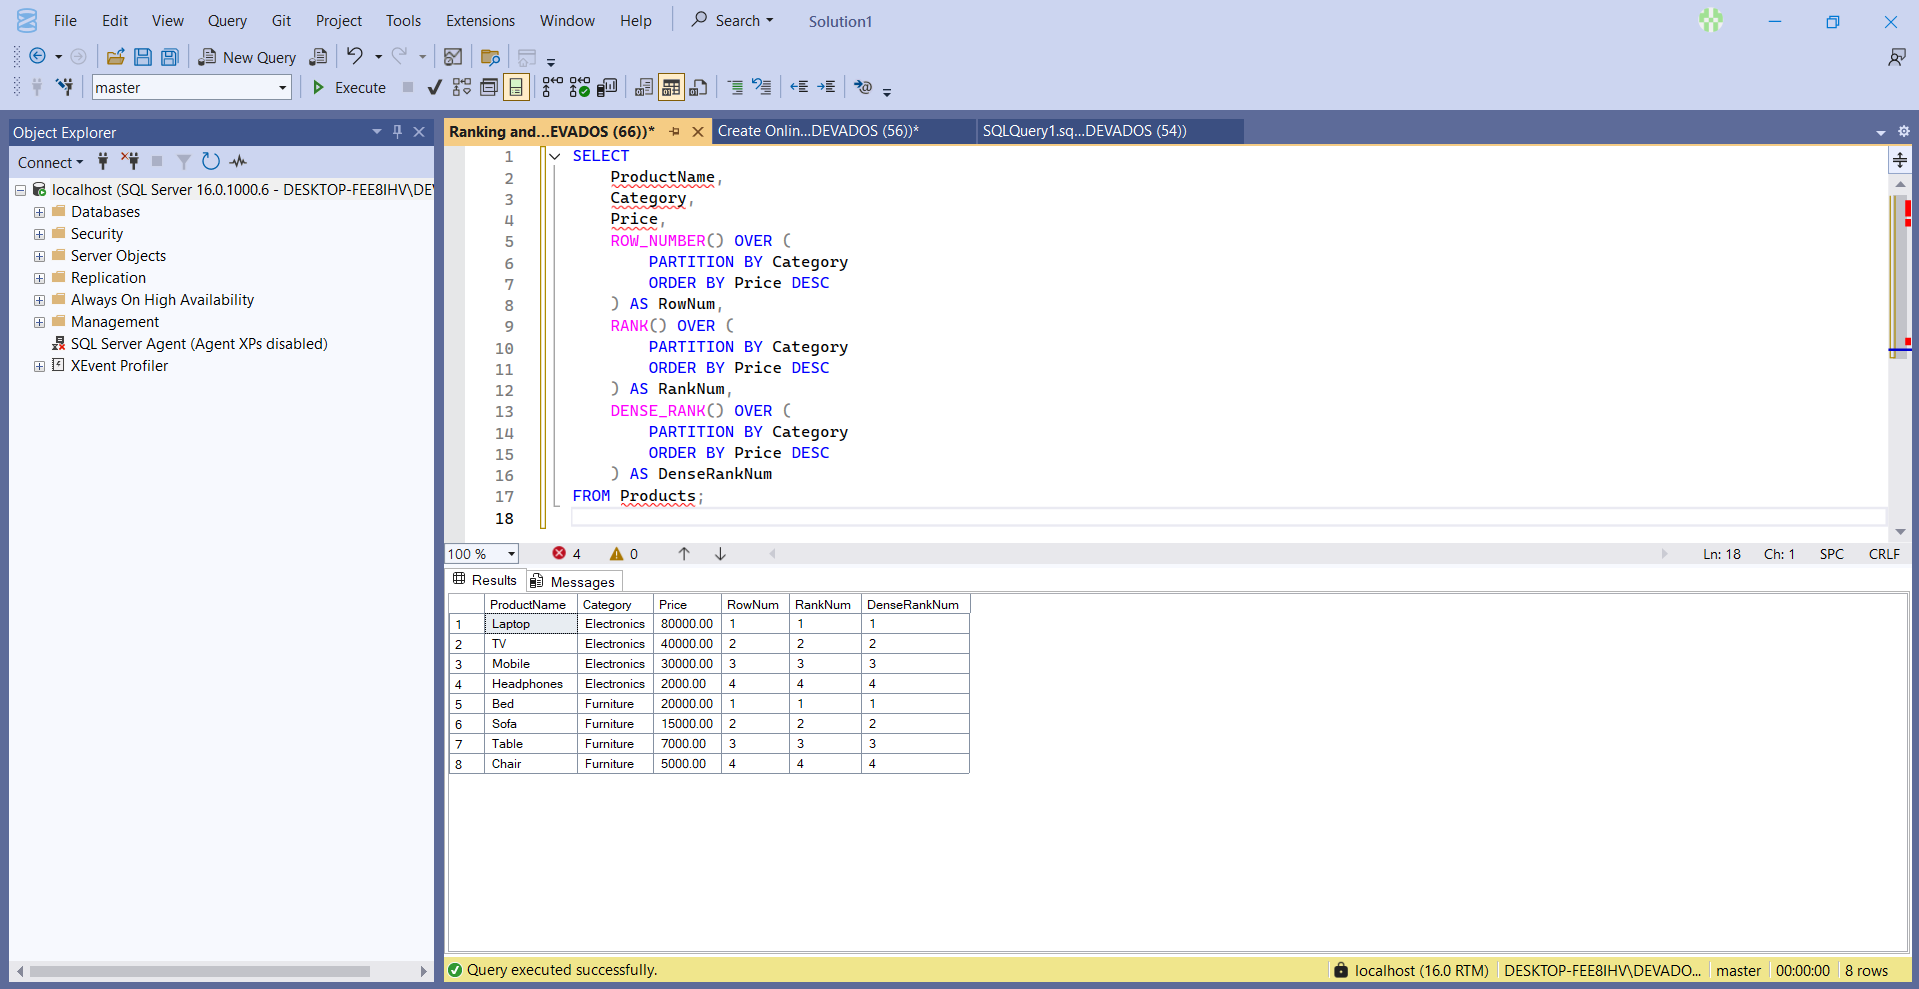 File Edit View Query Git Project Tools Extensions Window Help Search Solution1
New Query
master Execute
Object Explorer
Connect
localhost (SQL Server 16.0.1000.6 - DESKTOP-FEE8IHV\DE
Databases
Security
Server Objects
Replication
Always On High Availability
Management
SQL Server Agent (Agent XPs disabled)
XEvent Profiler
Ranking and...EVADOS (66))* Create Onlin...DEVADOS (56))* SQLQuery1.sq...DEVADOS (54))
1 SELECT
2 ProductName,
3 Category,
4 Price,
5 ROW_NUMBER() OVER (
6 PARTITION BY Category
7 ORDER BY Price DESC
8 ) AS RowNum,
9 RANK() OVER (
10 PARTITION BY Category
11 ORDER BY Price DESC
12 ) AS RankNum,
13 DENSE_RANK() OVER (
14 PARTITION BY Category
15 ORDER BY Price DESC
16 ) AS DenseRankNum
17 FROM Products;
18
100 % 4 0 Ln: 18 Ch: 1 SPC CRLF
Results Messages
ProductName Category Price RowNum RankNum DenseRankNum
1 Laptop Electronics 80000.00 1 1 1
2 TV Electronics 40000.00 2 2 2
3 Mobile Electronics 30000.00 3 3 3
4 Headphones Electronics 2000.00 4 4 4
5 Bed Furniture 20000.00 1 1 1
6 Sofa Furniture 15000.00 2 2 2
7 Table Furniture 7000.00 3 3 3
8 Chair Furniture 5000.00 4 4 4
Query executed successfully. localhost (16.0 RTM) DESKTOP-FEE8IHV\DEVADO... master 00:00:00 8 rows